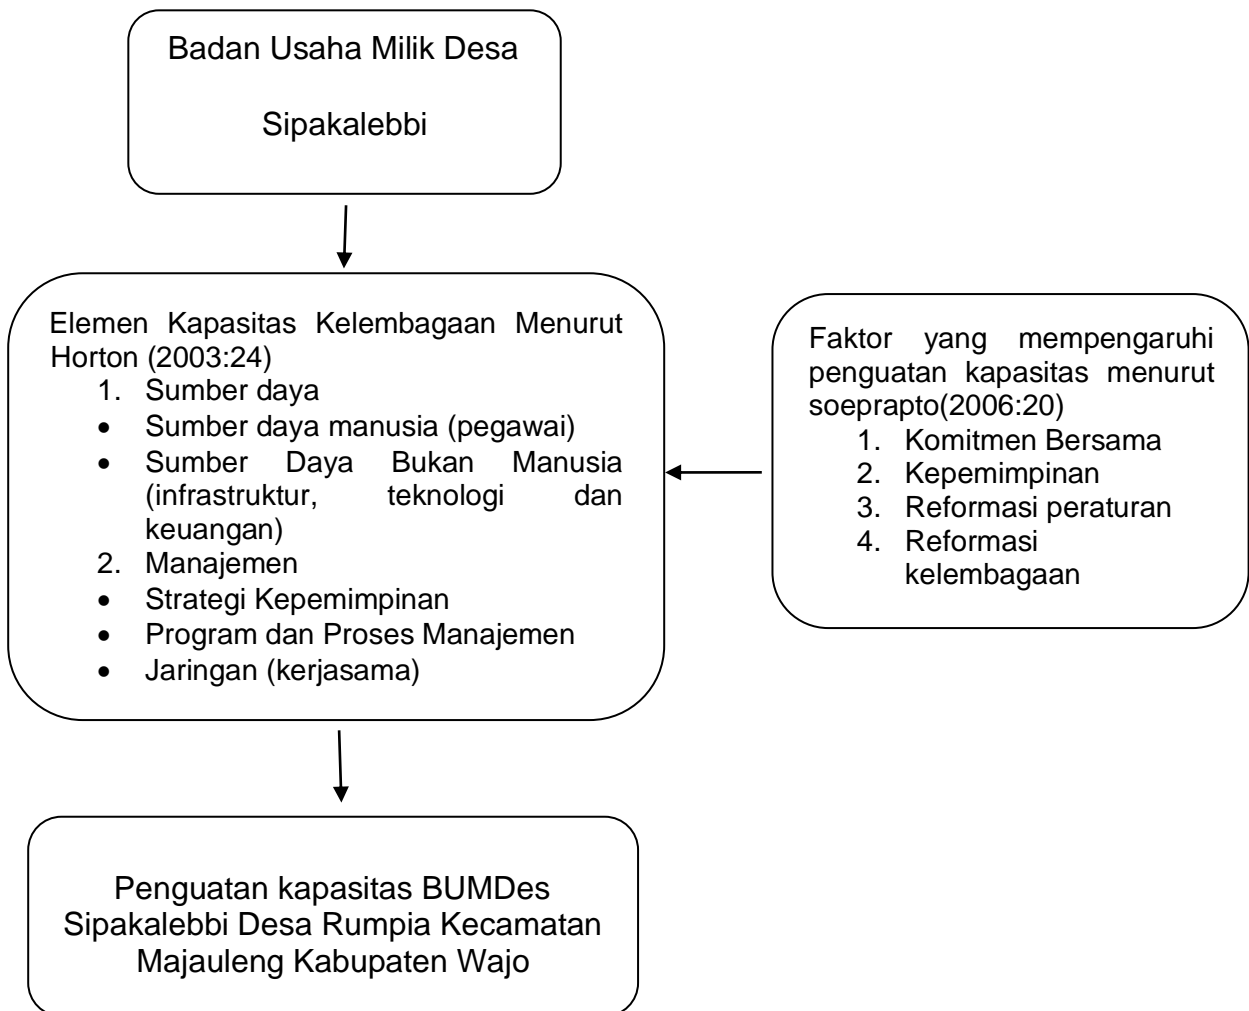 Badan Usaha Milik Desa
Sipakalebbi
Elemen Kapasitas Kelembagaan Menurut
Horton (2003:24)
1. Sumber daya
• Sumber daya manusia (pegawai)
• Sumber Daya Bukan Manusia
(infrastruktur, teknologi dan
keuangan)
2. Manajemen
• Strategi Kepemimpinan
• Program dan Proses Manajemen
• Jaringan (kerjasama)
Faktor yang mempengaruhi
penguatan kapasitas menurut
soeprapto(2006:20)
1. Komitmen Bersama
2. Kepemimpinan
3. Reformasi peraturan
4. Reformasi
kelembagaan
Penguatan kapasitas BUMDes
Sipakalebbi Desa Rumpia Kecamatan
Majauleng Kabupaten Wajo